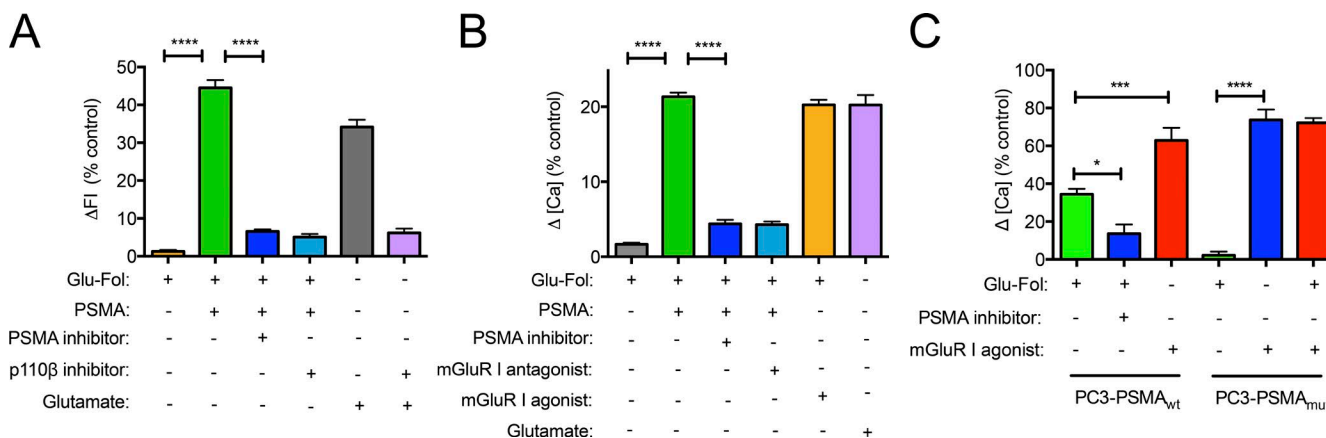 A
**** ****
ΔFI (% control)
50
40
30
20
10
0
Glu-Fol: + + + + - -
PSMA: - + + + - -
PSMA inhibitor: - - + - - -
p110β inhibitor: - - - + - +
Glutamate: - - - - + +
B
**** ****
Δ [Ca] (% control)
20
10
0
Glu-Fol: + + + + + -
PSMA: - + + + - -
PSMA inhibitor: - - + - - -
mGluR I antagonist: - - - + - -
mGluR I agonist: - - - - + -
Glutamate: - - - - - +
C
*** ****
*
Δ [Ca] (% control)
100
80
60
40
20
0
Glu-Fol: + + - + - +
PSMA inhibitor: - + - - - -
mGluR I agonist: - - + - + +
PC3-PSMAwt PC3-PSMAmu